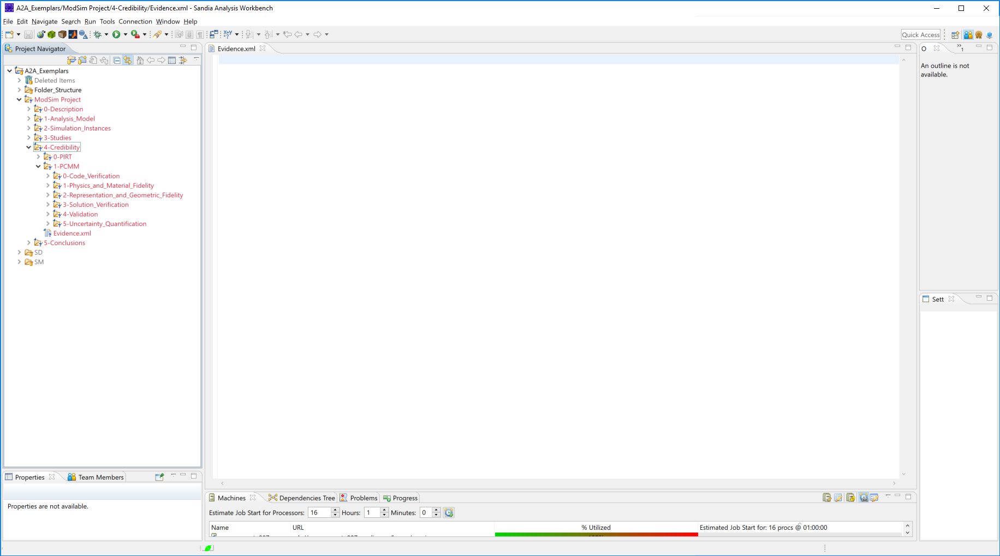 A2A_Exemplars/ModSim Project/4-Credibility/Evidence.xml - Sandia Analysis Workbench
File Edit Navigate Search Run Tools Connection Window Help
Quick Access
Project Navigator
A2A_Exemplars
Deleted Items
Folder_Structure
ModSim Project
0-Description
1-Analysis_Model
2-Simulation_Instances
3-Studies
4-Credibility
0-PIRT
1-PCMM
0-Code_Verification
1-Physics_and_Material_Fidelity
2-Representation_and_Geometric_Fidelity
3-Solution_Verification
4-Validation
5-Uncertainty_Quantification
Evidence.xml
5-Conclusions
SD
SM
Evidence.xml
O »1
An outline is not
available.
Sett
Properties Team Members
Properties are not available.
Machines Dependencies Tree Problems Progress
Estimate Job Start for Processors: 16 Hours: 1 Minutes: 0
Name URL % Utilized Estimated Job Start for: 16 procs @ 01:00:00